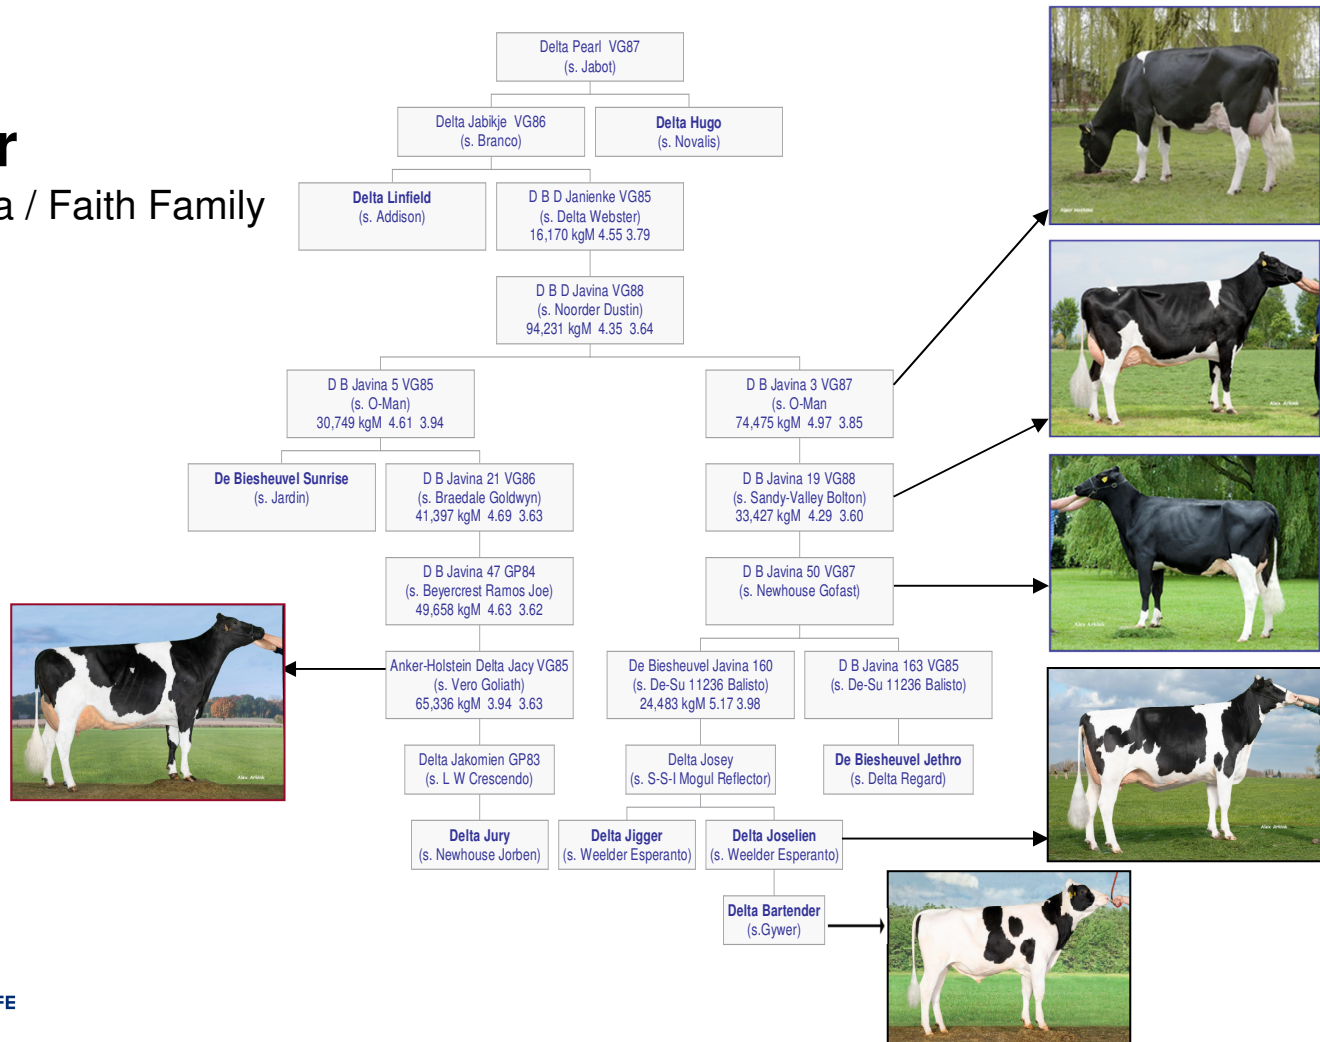 r
a / Faith Family
Delta Pearl VG87
(s. Jabot)
Delta Jabikje VG86
(s. Branco)
Delta Hugo
(s. Novalis)
Delta Linfield
(s. Addison)
D B D Janienke VG85
(s. Delta Webster)
16,170 kgM 4.55 3.79
D B D Javina VG88
(s. Noorder Dustin)
94,231 kgM 4.35 3.64
D B Javina 5 VG85
(s. O-Man)
30,749 kgM 4.61 3.94
D B Javina 3 VG87
(s. O-Man
74,475 kgM 4.97 3.85
De Biesheuvel Sunrise
(s. Jardin)
D B Javina 21 VG86
(s. Braedale Goldwyn)
41,397 kgM 4.69 3.63
D B Javina 19 VG88
(s. Sandy-Valley Bolton)
33,427 kgM 4.29 3.60
D B Javina 47 GP84
(s. Beyercrest Ramos Joe)
49,658 kgM 4.63 3.62
D B Javina 50 VG87
(s. Newhouse Gofast)
Anker-Holstein Delta Jacy VG85
(s. Vero Goliath)
65,336 kgM 3.94 3.63
De Biesheuvel Javina 160
(s. De-Su 11236 Balisto)
24,483 kgM 5.17 3.98
D B Javina 163 VG85
(s. De-Su 11236 Balisto)
Delta Jakomien GP83
(s. L W Crescendo)
Delta Josey
(s. S-S-I Mogul Reflector)
De Biesheuvel Jethro
(s. Delta Regard)
Delta Jury
(s. Newhouse Jorben)
Delta Jigger
(s. Weelder Esperanto)
Delta Joselien
(s. Weelder Esperanto)
Delta Bartender
(s.Gywer)
FE
Alex Arkink
Alex Arkink
Alex Arkink
Alex Arkink